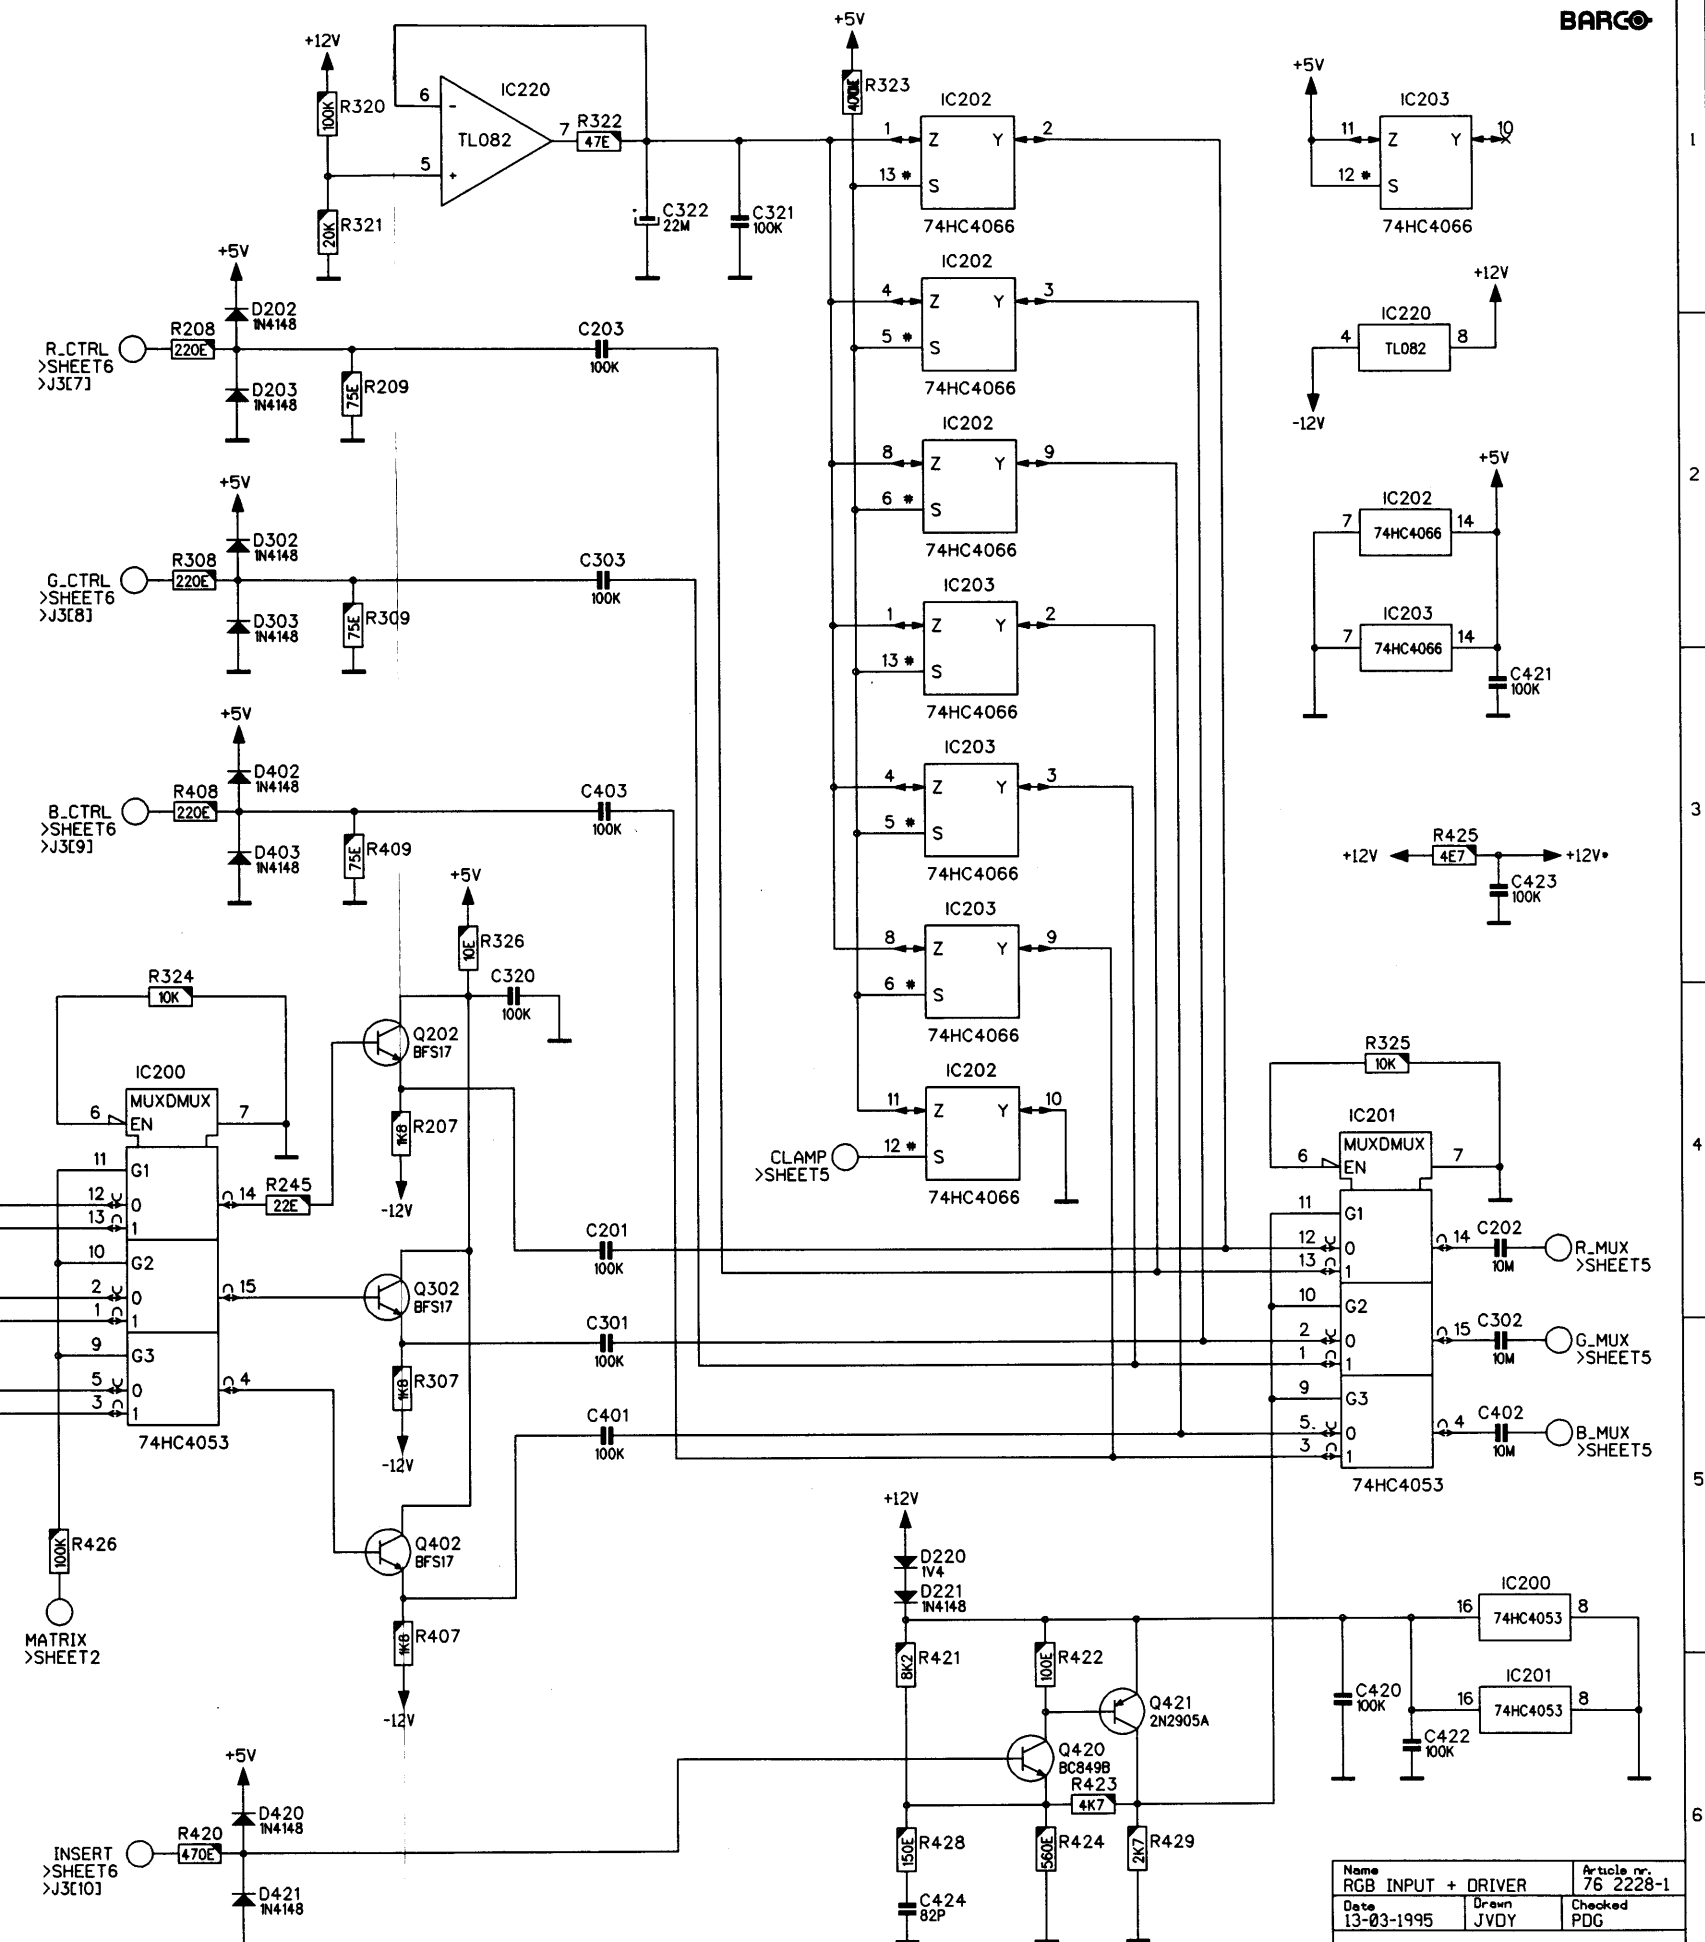 BARCO
+12V
R320
100K
R321
20K
6
-
5
+
IC220
TL082
7
R322
47E
C322
22M
C321
100K
+5V
R323
IC202
1
Z
Y
2
13 *
S
74HC4066
+5V
IC203
11
Z
Y
10
12 *
S
74HC4066
1
IC202
4
Z
Y
3
5 *
S
74HC4066
+12V
IC220
4
TL082
8
-12V
+5V
D202
1N4148
R208
220E
R_CTRL
>SHEET6
>J3[7]
D203
1N4148
R209
75E
C203
100K
IC202
8
Z
Y
9
6 *
S
74HC4066
+5V
IC202
7
74HC4066
14
IC203
7
74HC4066
14
C421
100K
2
+5V
D302
1N4148
R308
220E
G_CTRL
>SHEET6
>J3[8]
D303
1N4148
R309
75E
C303
100K
IC203
1
Z
Y
2
13 *
S
74HC4066
+5V
D402
1N4148
R408
220E
B_CTRL
>SHEET6
>J3[9]
D403
1N4148
R409
75E
C403
100K
IC203
4
Z
Y
3
5 *
S
74HC4066
3
+12V
R425
4E7
+12V•
C423
100K
+5V
R326
10E
C320
100K
IC203
8
Z
Y
9
6 *
S
74HC4066
IC202
11
Z
Y
10
12 *
S
74HC4066
CLAMP
>SHEET5
R324
10K
IC200
MUXDMUX
6
EN
7
11
G1
12
0
14
13
1
10
G2
2
0
15
1
1
9
G3
5
0
4
3
1
74HC4053
R245
22E
Q202
BFS17
R207
1K8
-12V
Q302
BFS17
R307
1K8
-12V
Q402
BFS17
R407
1K8
-12V
C201
100K
C301
100K
C401
100K
R325
10K
IC201
MUXDMUX
6
EN
7
4
11
G1
12
0
14
13
1
10
G2
2
0
15
1
1
9
G3
5
0
4
3
1
74HC4053
C202
10M
R_MUX
>SHEET5
C302
10M
G_MUX
>SHEET5
C402
10M
B_MUX
>SHEET5
5
R426
100K
MATRIX
>SHEET2
+12V
D220
1V4
D221
1N4148
R421
8K2
R422
100E
Q421
2N2905A
Q420
BC849B
R423
4K7
R428
150E
R424
560E
R429
2K7
C424
82P
C420
100K
C422
100K
IC200
16
74HC4053
8
IC201
16
74HC4053
8
6
+5V
D420
1N4148
R420
470E
INSERT
>SHEET6
>J3[10]
D421
1N4148
Name
RGB INPUT + DRIVER
Article nr.
76 2228-1
Date
13-03-1995
Drawn
JVDY
Checked
PDG